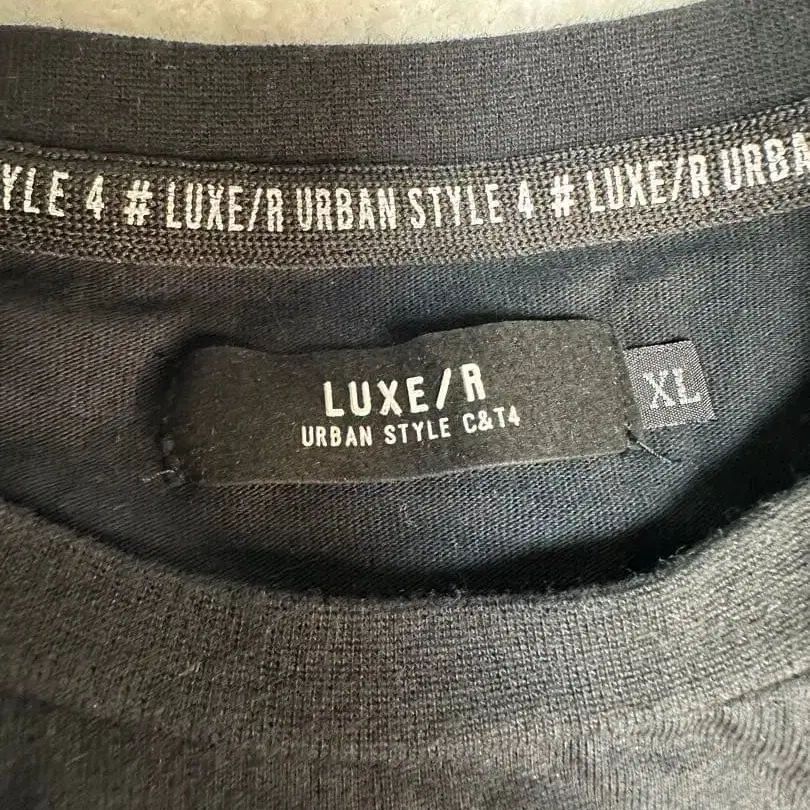 YLE 4 # LUXE/R URBAN STYLE 4 # LUXE/R URBA
LUXE/R
URBAN STYLE C&T4
XL